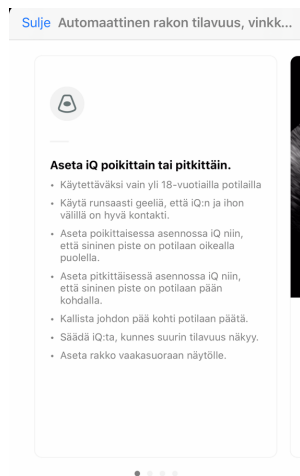 Sulje Automaattinen rakon tilavuus, vinkk...
Aseta iQ poikittain tai pitkittäin.
• Käytettäväksi vain yli 18-vuotiailla potilailla
• Käytä runsaasti geeliä, että iQ:n ja ihon
välillä on hyvä kontakti.
• Aseta poikittaisessa asennossa iQ niin,
että sininen piste on potilaan oikealla
puolella.
• Aseta pitkittäisessä asennossa iQ niin,
että sininen piste on potilaan pään
kohdalla.
• Kallista johdon pää kohti potilaan päätä.
• Säädä iQ:ta, kunnes suurin tilavuus näkyy.
• Aseta rakko vaakasuoraan näytölle.